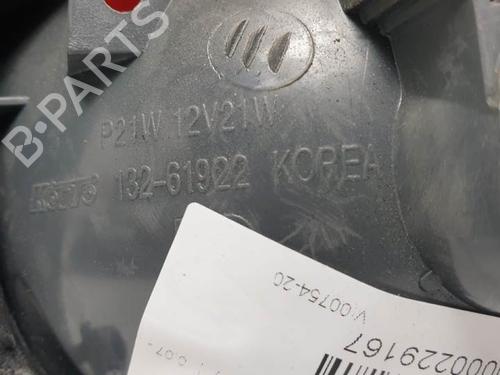 B-PARTS
P21W 12V21W
132-61922 KOREA
V.00754-20
000229167